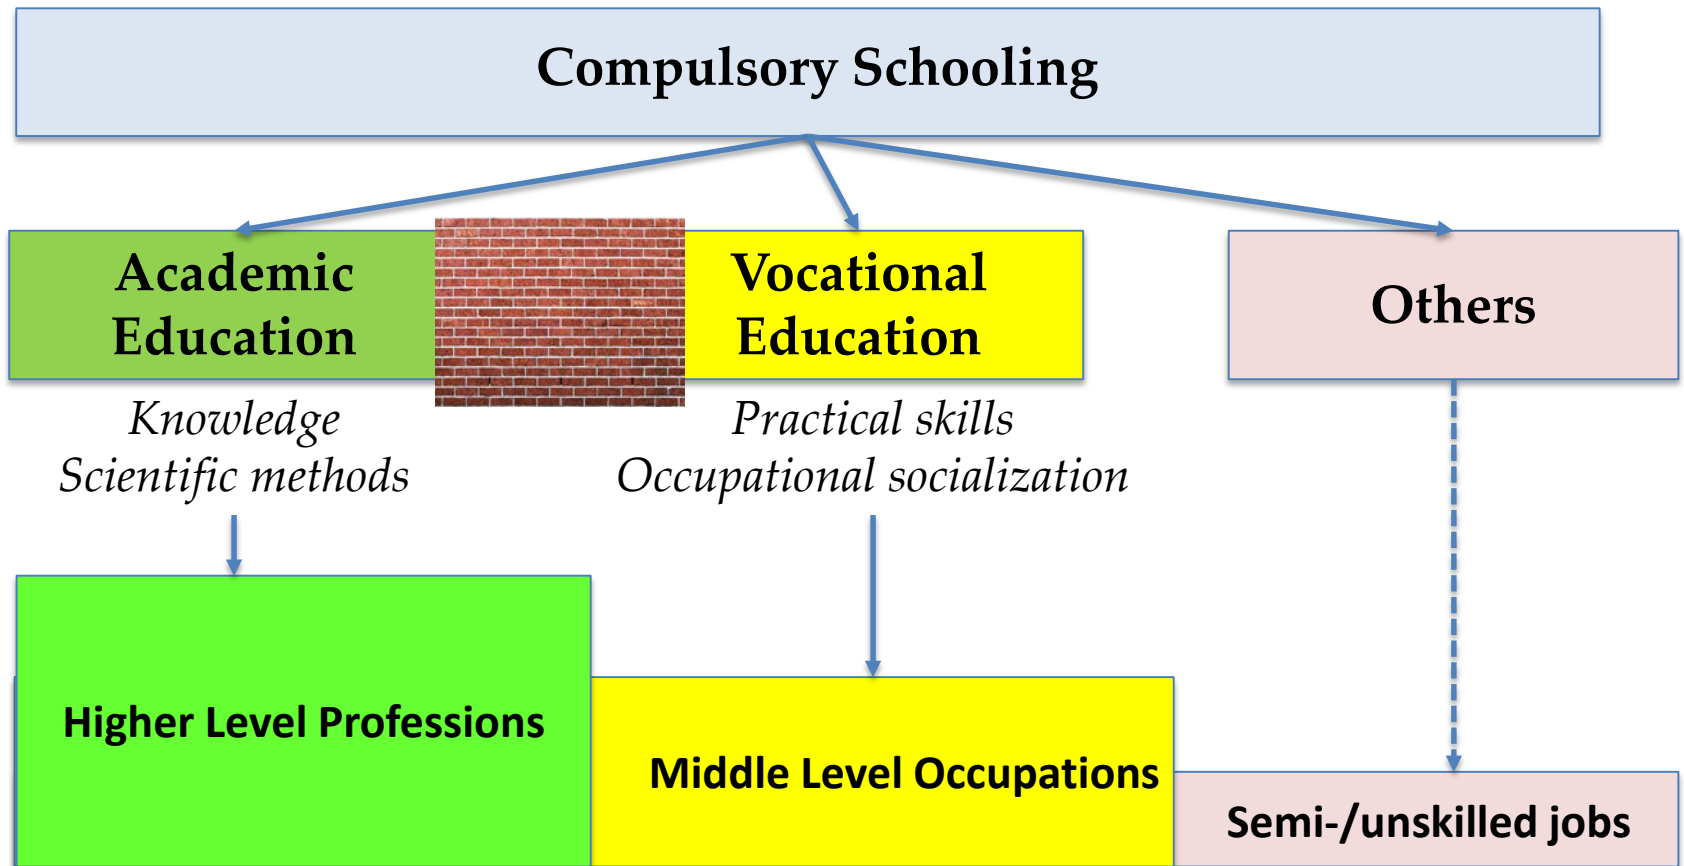 Compulsory Schooling
Academic
Education
Vocational
Education
Others
Knowledge
Scientific methods
Practical skills
Occupational socialization
Higher Level Professions
Middle Level Occupations
Semi-/unskilled jobs